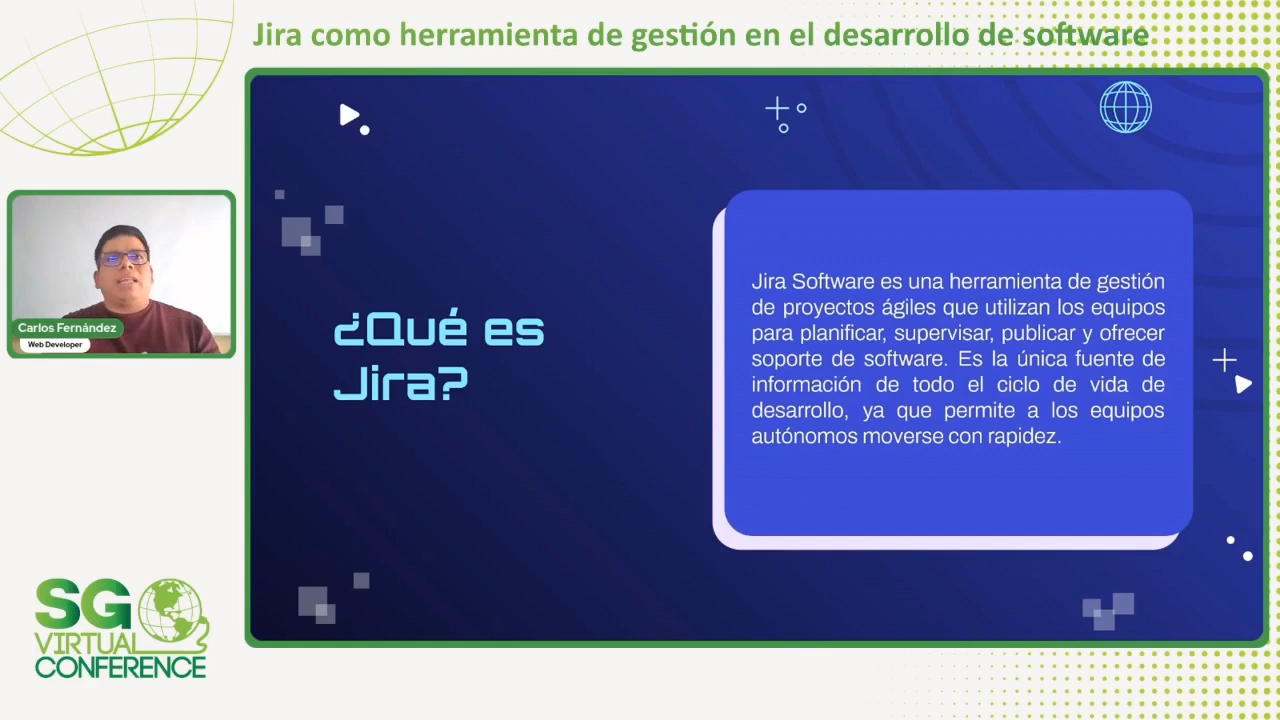 Jira como herramienta de gestión en el desarrollo de software
Carlos Fernández
Web Developer
¿Qué es
Jira?
Jira Software es una herramienta de gestión
de proyectos ágiles que utilizan los equipos
para planificar, supervisar, publicar y ofrecer
soporte de software. Es la única fuente de
información de todo el ciclo de vida de
desarrollo, ya que permite a los equipos
autónomos moverse con rapidez.
SG
VIRTUAL
CONFERENCE